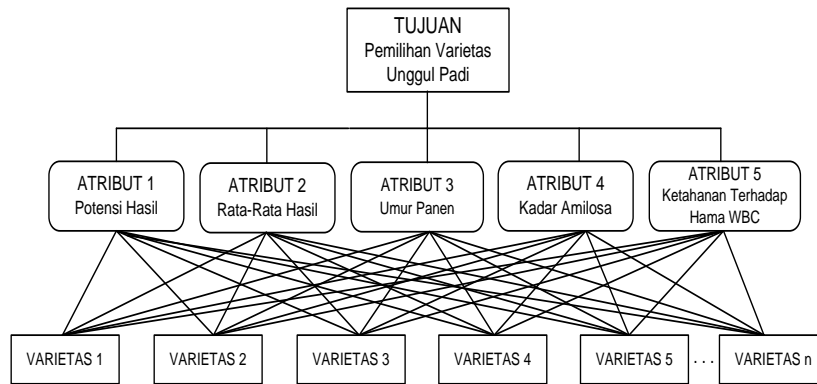 TUJUAN
Pemilihan Varietas
Unggul Padi
ATRIBUT 1
Potensi Hasil
ATRIBUT 2
Rata-Rata Hasil
ATRIBUT 3
Umur Panen
ATRIBUT 4
Kadar Amilosa
ATRIBUT 5
Ketahanan Terhadap
Hama WBC
VARIETAS 1
VARIETAS 2
VARIETAS 3
VARIETAS 4
VARIETAS 5
. . .
VARIETAS n